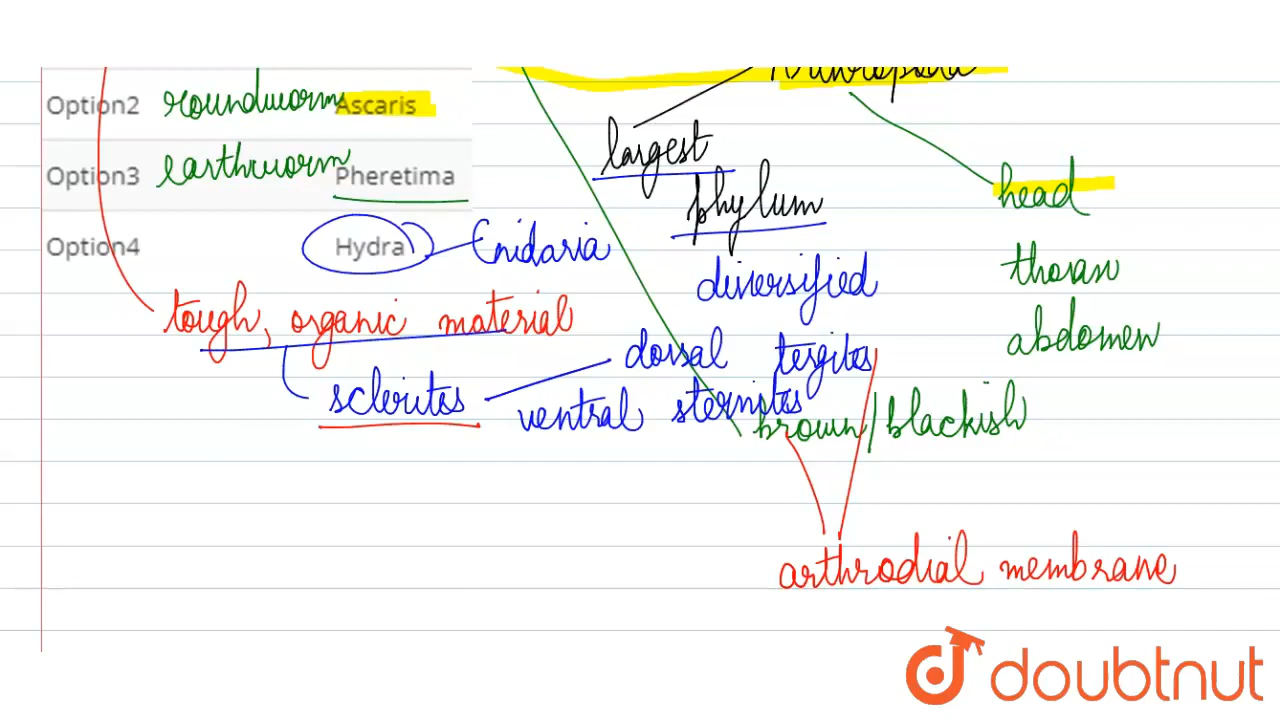 Arthropoda
Option2 roundworm Ascaris
largest
Option3 earthworm Pheretima
head
phylum
Option4 Hydra Cnidaria
thorax
diversified
tough, organic material
abdomen
dorsal tergites
sclerites
ventral sternites
brown/blackish
arthrodial membrane
doubtnut